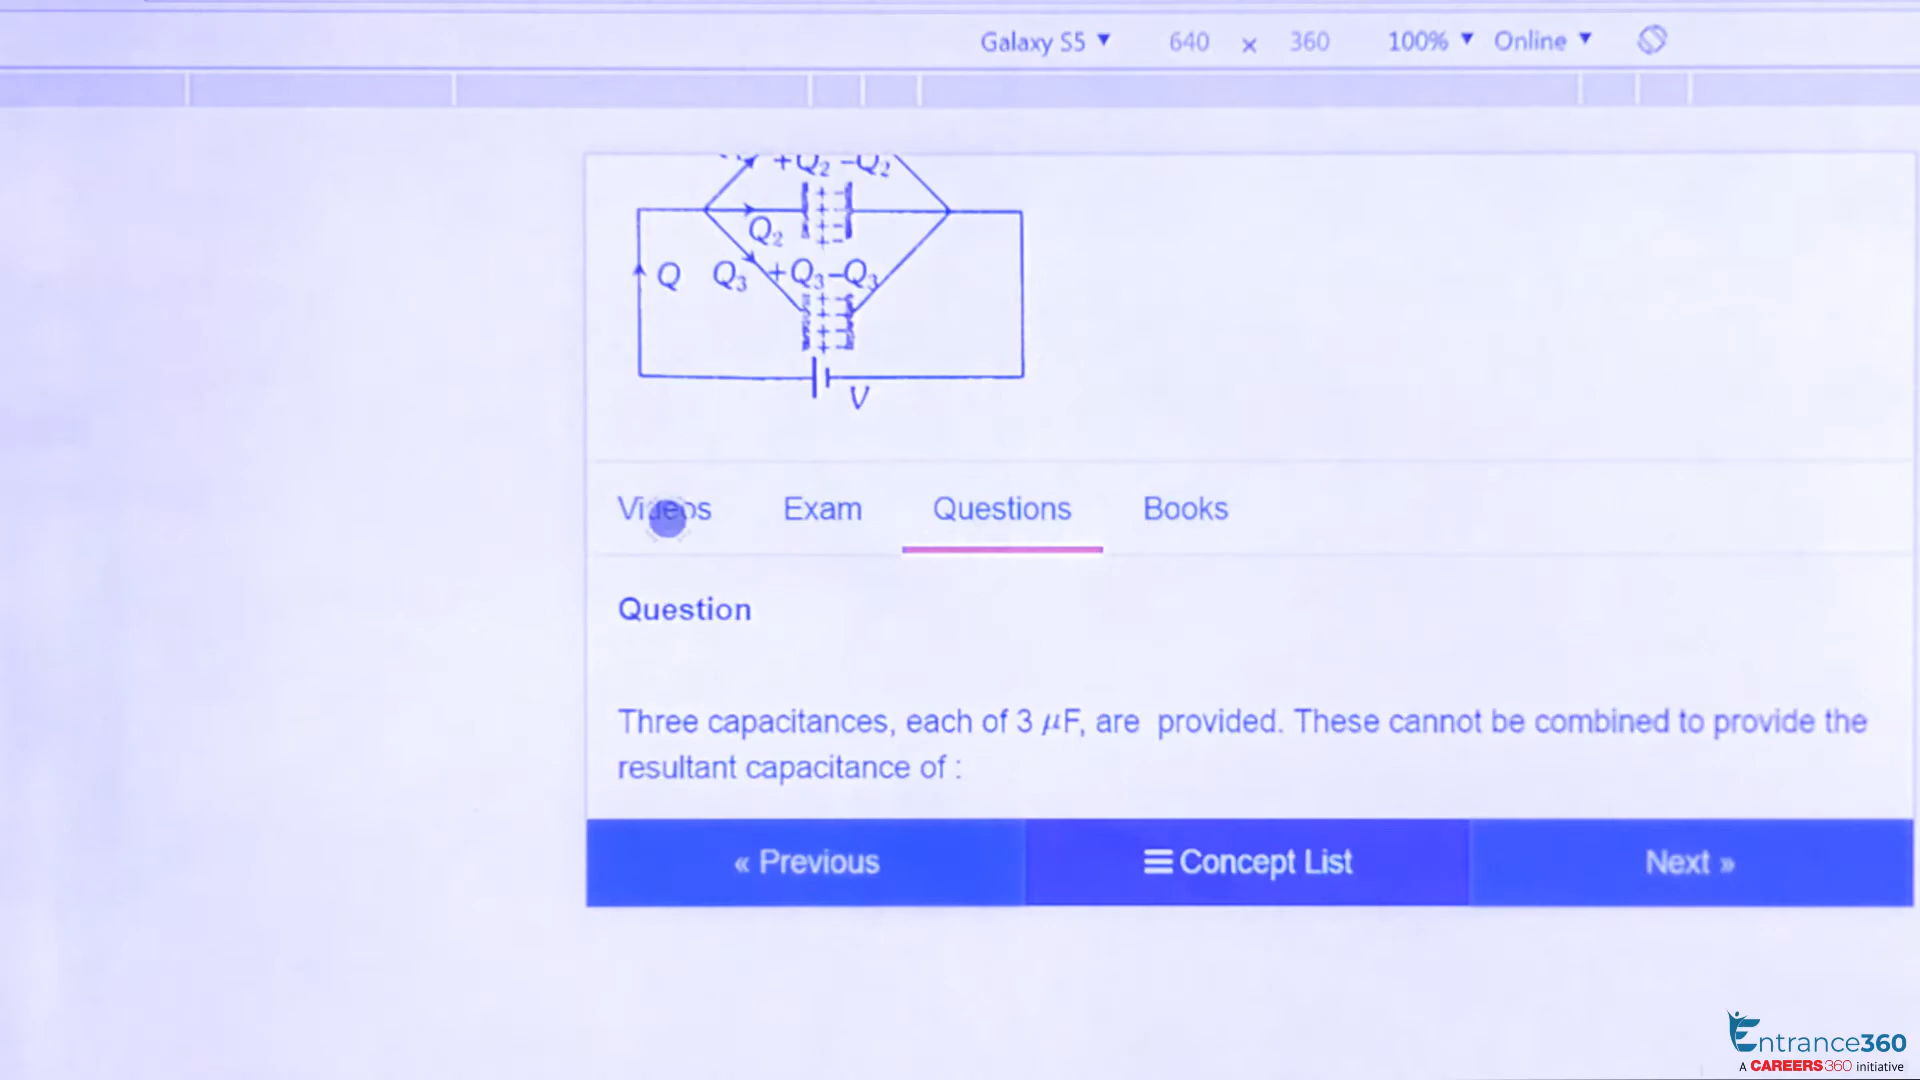 Galaxy S5 ▼ 640 x 360 100% ▼ Online ▼
+Q2 −Q2
Q2
Q Q3 +Q3 −Q3
V
Videos Exam Questions Books
Question
Three capacitances, each of 3 μF, are provided. These cannot be combined to provide the
resultant capacitance of :
« Previous ☰ Concept List Next »
Entrance360
A CAREERS360 initiative